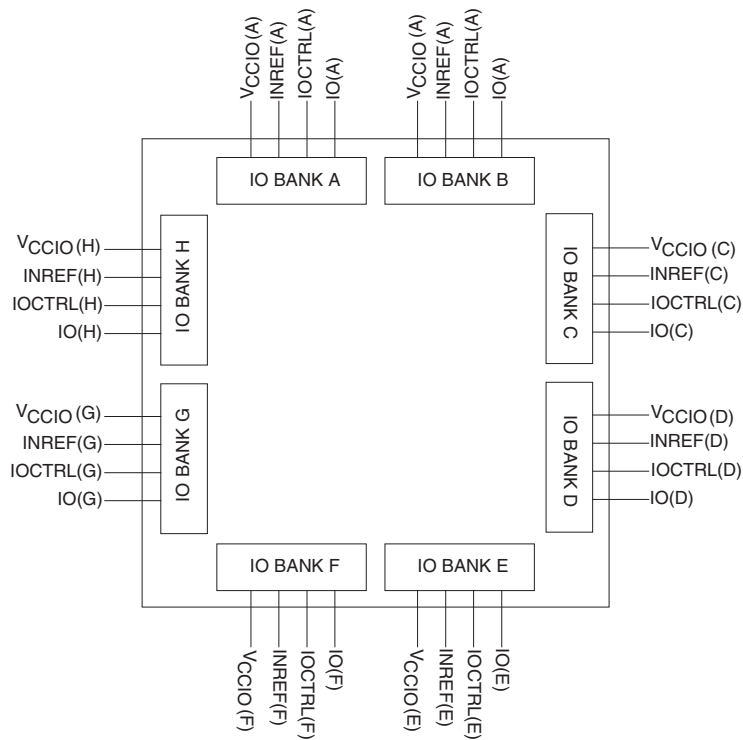 VCCIO(A)
INREF(A)
IOCTRL(A)
IO(A)
VCCIO(A)
INREF(A)
IOCTRL(A)
IO(A)
IO BANK A
IO BANK B
VCCIO(H)
INREF(H)
IOCTRL(H)
IO(H)
IO BANK H
IO BANK C
VCCIO(C)
INREF(C)
IOCTRL(C)
IO(C)
VCCIO(G)
INREF(G)
IOCTRL(G)
IO(G)
IO BANK G
IO BANK D
VCCIO(D)
INREF(D)
IOCTRL(D)
IO(D)
IO BANK F
IO BANK E
VCCIO(F)
INREF(F)
IOCTRL(F)
IO(F)
VCCIO(E)
INREF(E)
IOCTRL(E)
IO(E)